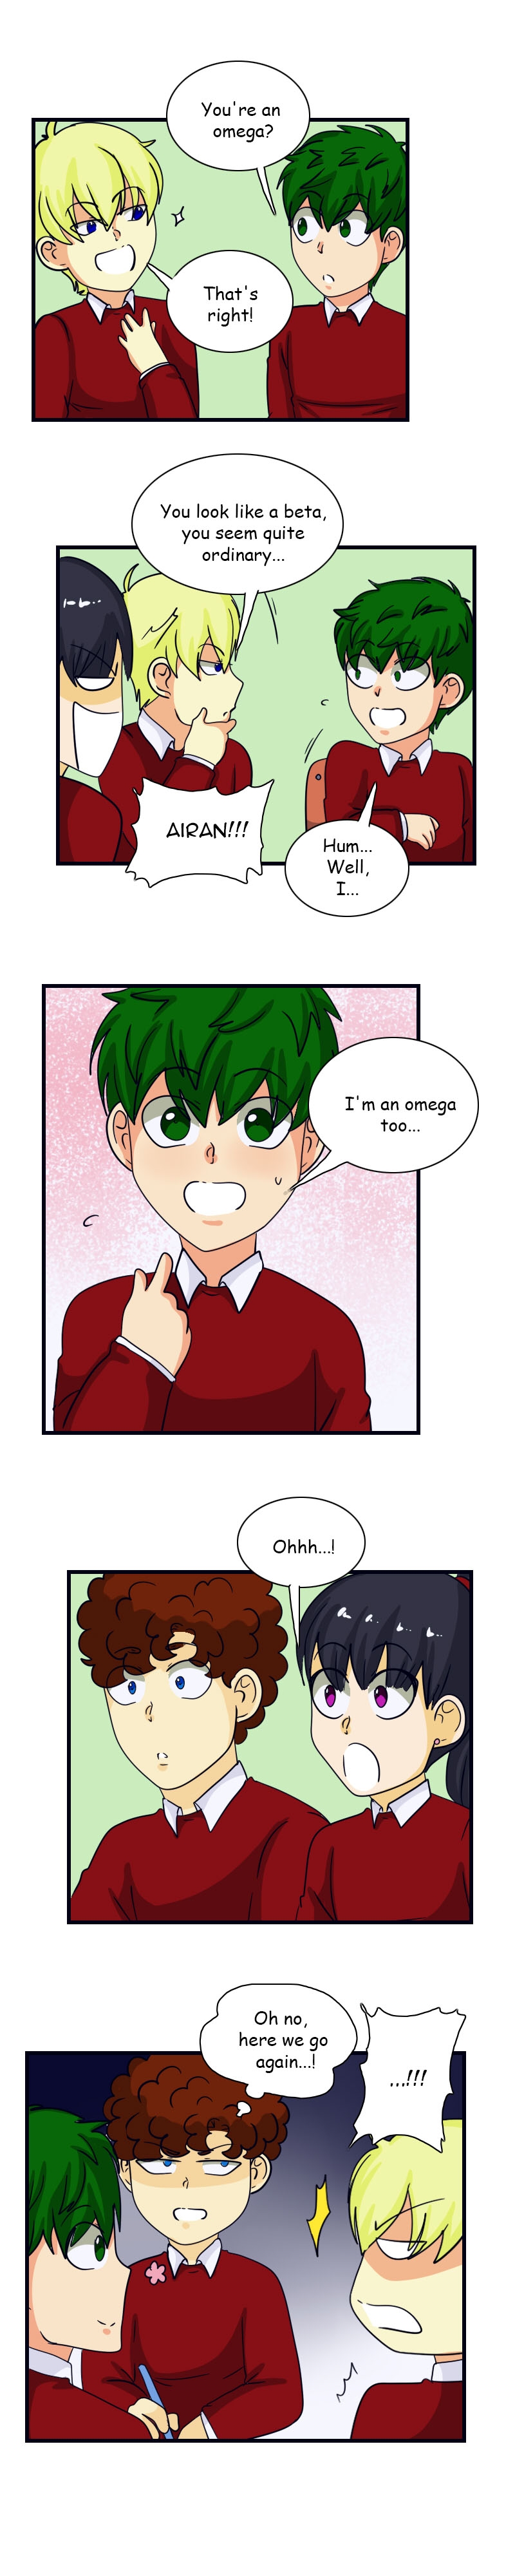 You're an
omega?
That's
right!
You look like a beta,
you seem quite
ordinary...
AIRAN!!!
Hum...
Well,
I...
I'm an omega
too...
Ohhh...!
Oh no,
here we go
again...!
...!!!